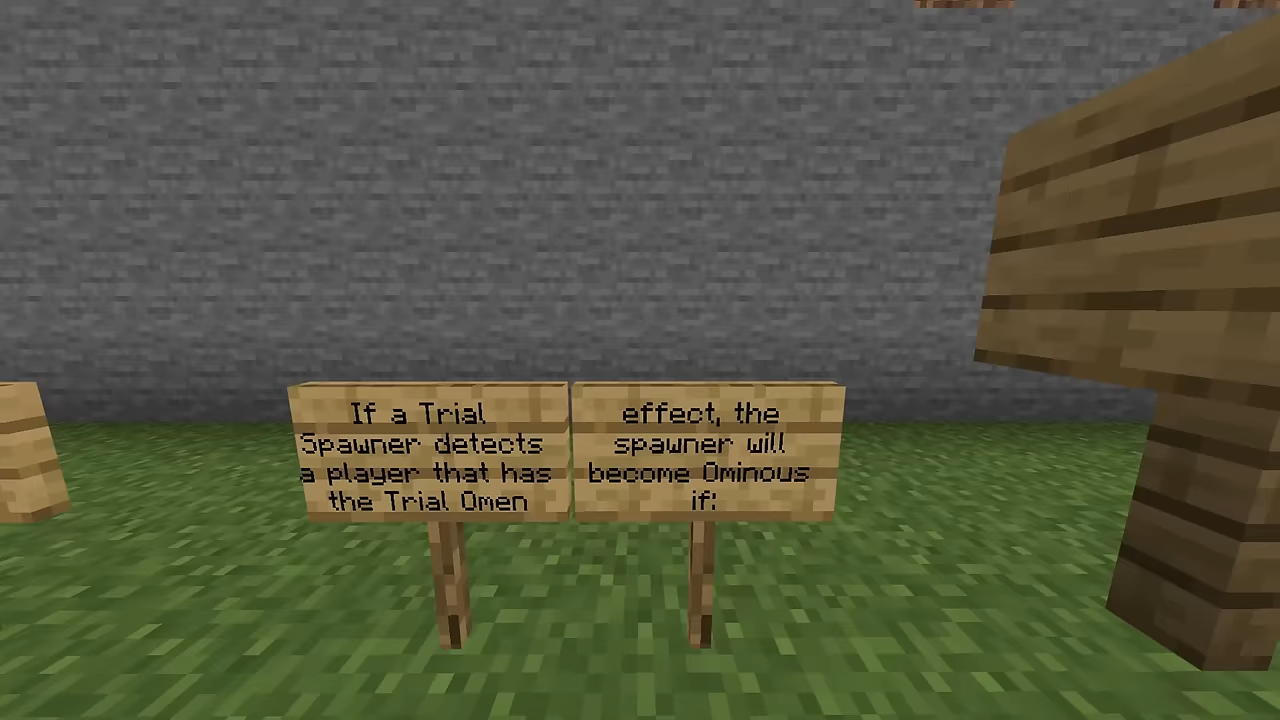 If a Trial
Spawner detects
a player that has
the Trial Omen
effect, the
spawner will
become Ominous
if: